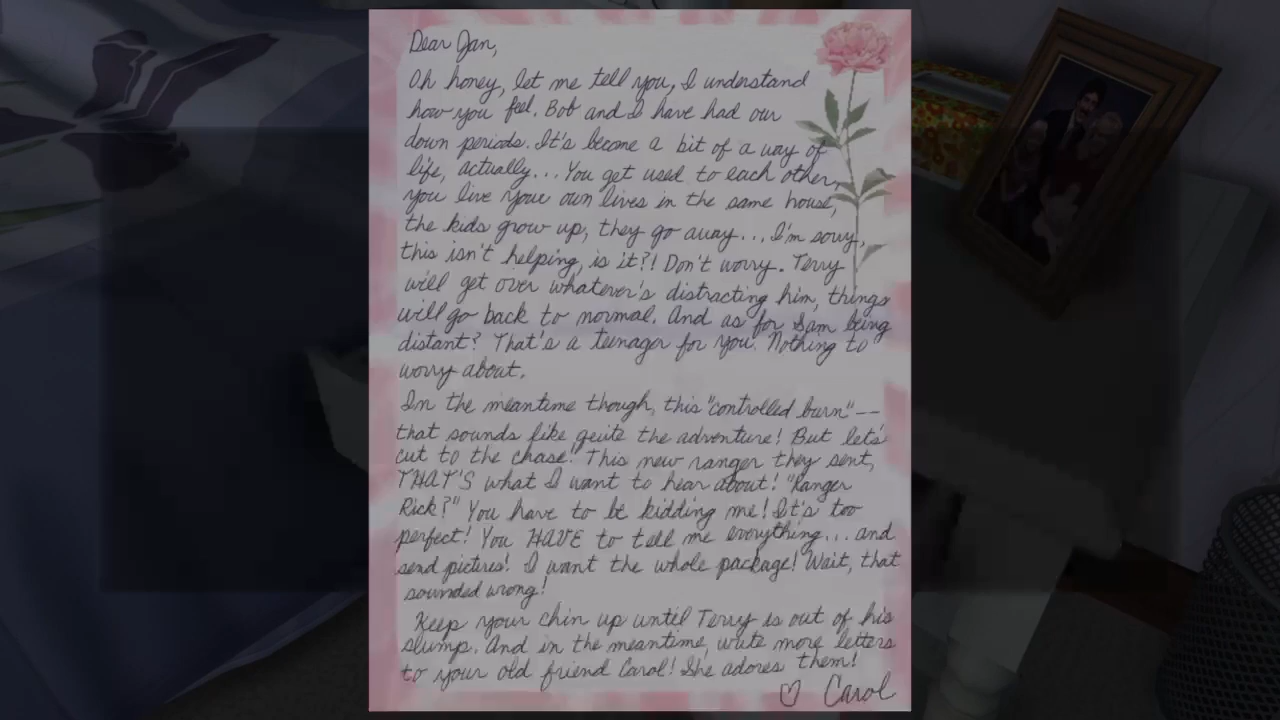 Dear Jan,
Oh honey, let me tell you, I understand
how you feel. Bob and I have had our
down periods. It's become a bit of a way of
life, actually... You get used to each other,
you live your own lives in the same house,
the kids grow up, they go away... I'm sorry,
this isn't helping, is it?! Don't worry. Terry
will get over whatever's distracting him, things
will go back to normal. And as for Sam being
distant? That's a teenager for you. Nothing to
worry about.
In the meantime though, this "controlled burn" --
that sounds like quite the adventure! But let's
cut to the chase! This new ranger they sent,
THAT'S what I want to hear about! "Ranger
Rick?" You have to be kidding me! It's too
perfect! You HAVE to tell me everything... and
send pictures! I want the whole package! Wait, that
sounded wrong!
Keep your chin up until Terry is out of his
slump. And in the meantime, write more letters
to your old friend Carol! She adores them!
♡ Carol